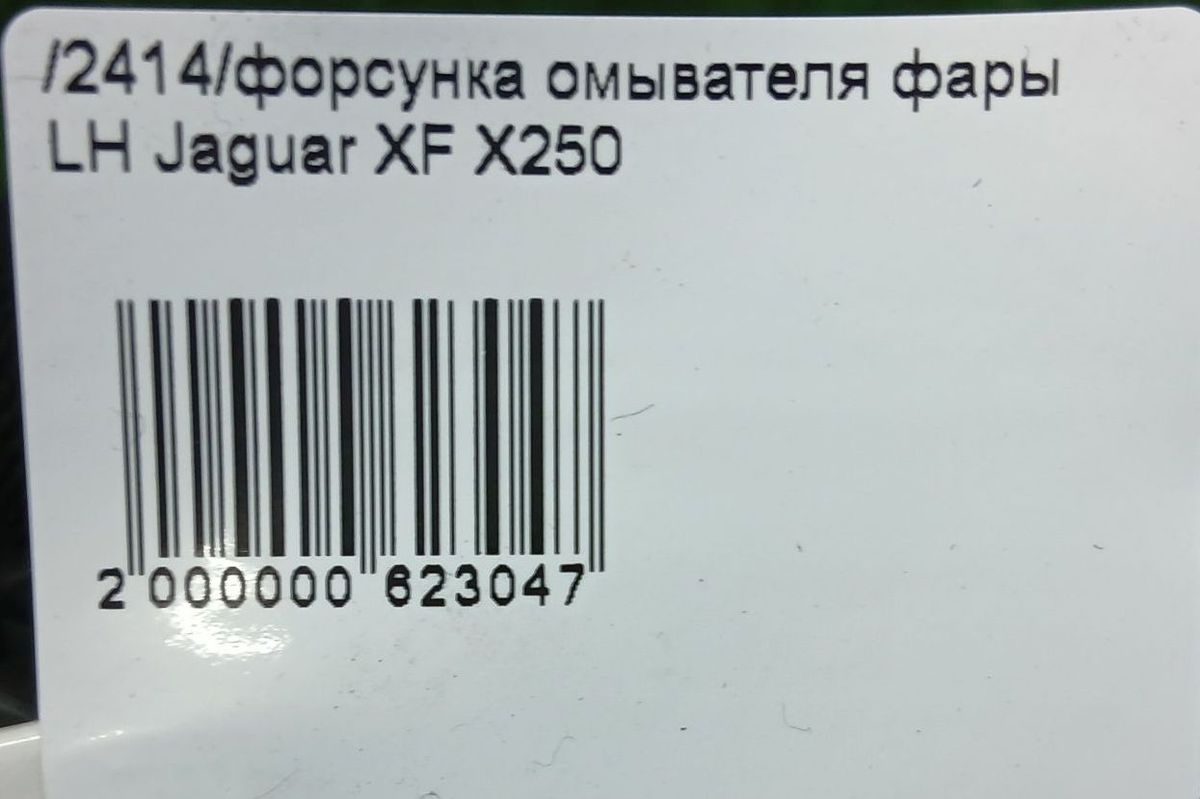 /2414/форсунка омывателя фары
LH Jaguar XF X250
2 000000 623047